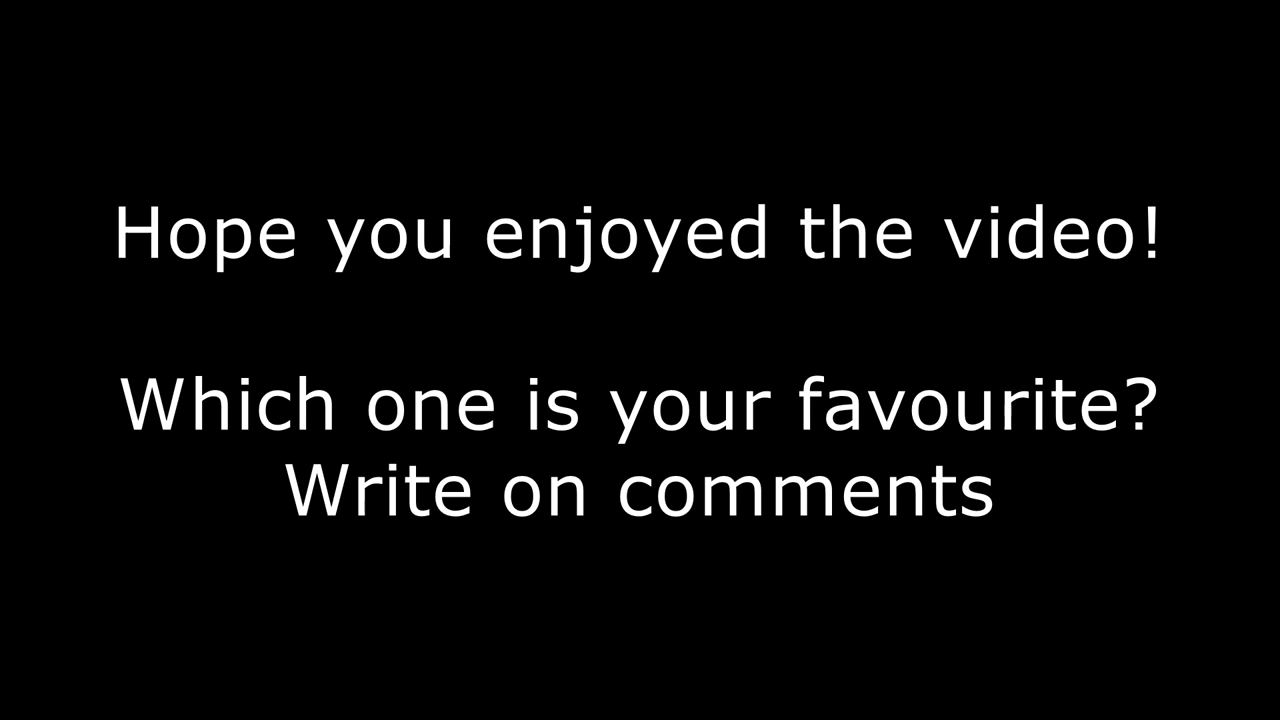 Hope you enjoyed the video!
Which one is your favourite?
Write on comments